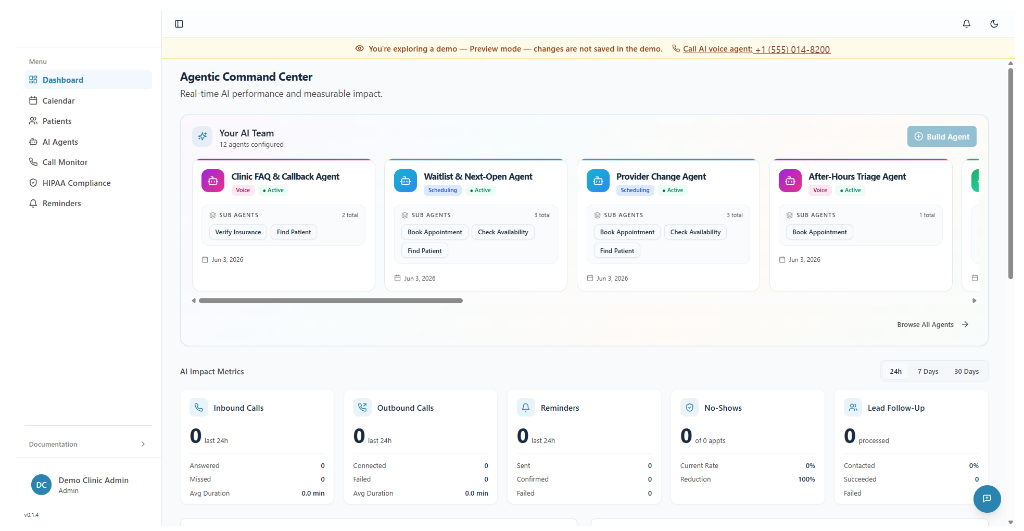 You're exploring a demo — Preview mode — changes are not saved in the demo. Call AI voice agent: +1 (555) 014-8200
Menu
Dashboard
Calendar
Patients
AI Agents
Call Monitor
HIPAA Compliance
Reminders
Documentation
DC
Demo Clinic Admin
Admin
v0.1.4
Agentic Command Center
Real-time AI performance and measurable impact.
Your AI Team
12 agents configured
Build Agent
Clinic FAQ & Callback Agent
Voice Active
SUB AGENTS 2 total
Verify Insurance Find Patient
Jun 3, 2026
Waitlist & Next-Open Agent
Scheduling Active
SUB AGENTS 3 total
Book Appointment Check Availability
Find Patient
Jun 3, 2026
Provider Change Agent
Scheduling Active
SUB AGENTS 3 total
Book Appointment Check Availability
Find Patient
Jun 3, 2026
After-Hours Triage Agent
Voice Active
SUB AGENTS 1 total
Book Appointment
Jun 3, 2026
Browse All Agents
AI Impact Metrics
24h 7 Days 30 Days
Inbound Calls
0 last 24h
Answered 0
Missed 0
Avg Duration 0.0 min
Outbound Calls
0 last 24h
Connected 0
Failed 0
Avg Duration 0.0 min
Reminders
0 last 24h
Sent 0
Confirmed 0
Failed 0
No-Shows
0 of 0 appts
Current Rate 0%
Reduction 100%
Lead Follow-Up
0 processed
Contacted 0%
Succeeded 0
Failed